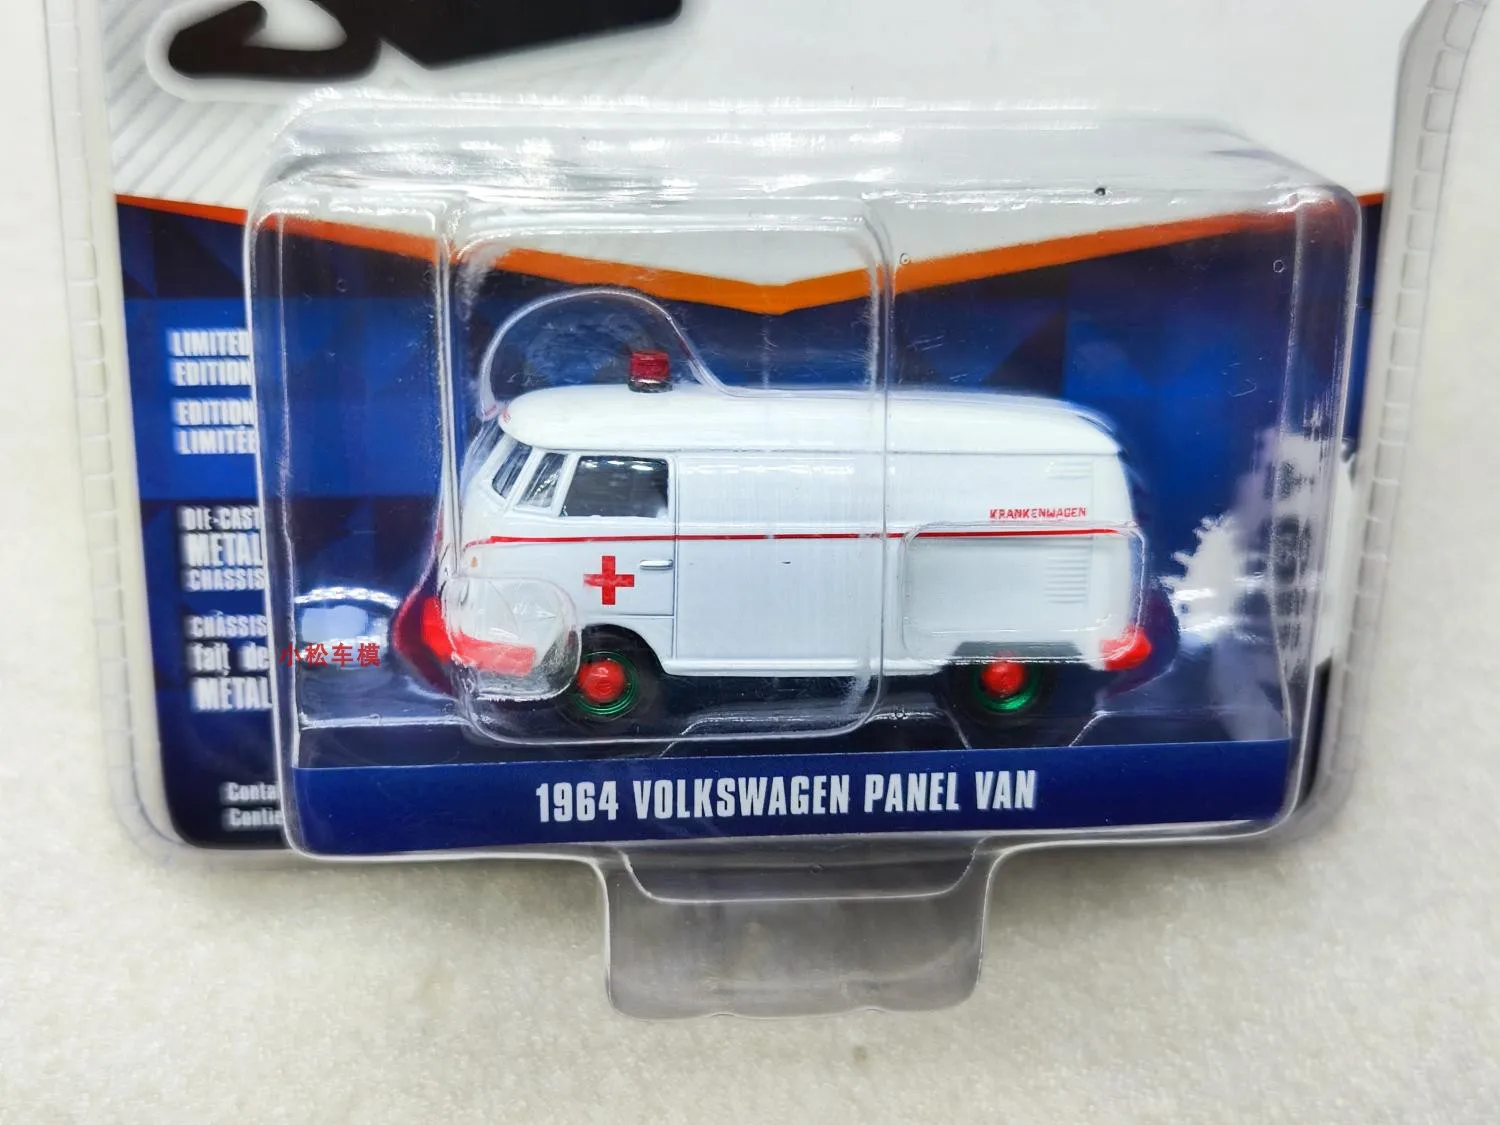 LIMITED
EDITION
EDITION
LIMITÉE
DIE-CAST
METAL
CHASSIS
CHÂSSIS
fait de
METAL
小松车模
KRANKENWAGEN
1964 VOLKSWAGEN PANEL VAN